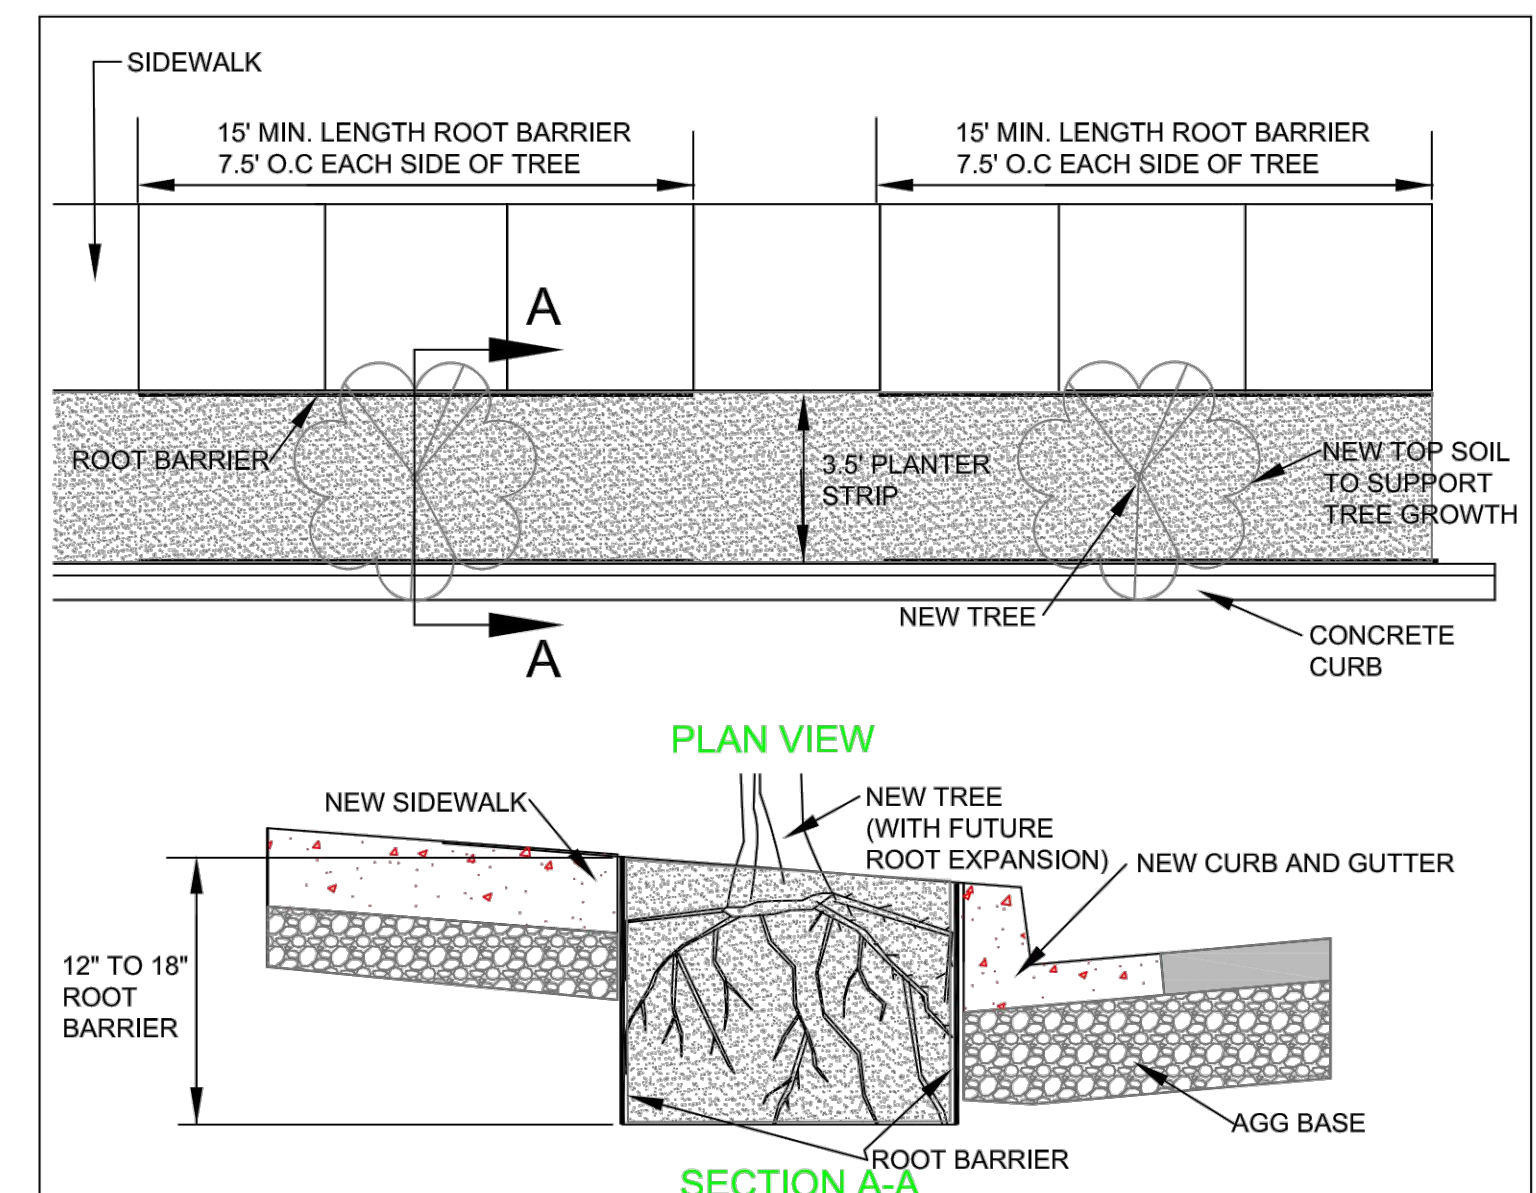 SIDEWALK
15' MIN. LENGTH ROOT BARRIER
7.5' O.C EACH SIDE OF TREE
15' MIN. LENGTH ROOT BARRIER
7.5' O.C EACH SIDE OF TREE
A
ROOT BARRIER
3.5' PLANTER
STRIP
NEW TOP SOIL
TO SUPPORT
TREE GROWTH
NEW TREE
CONCRETE
CURB
A
PLAN VIEW
NEW SIDEWALK
NEW TREE
(WITH FUTURE
ROOT EXPANSION)
NEW CURB AND GUTTER
12" TO 18"
ROOT
BARRIER
AGG BASE
ROOT BARRIER
SECTION A-A